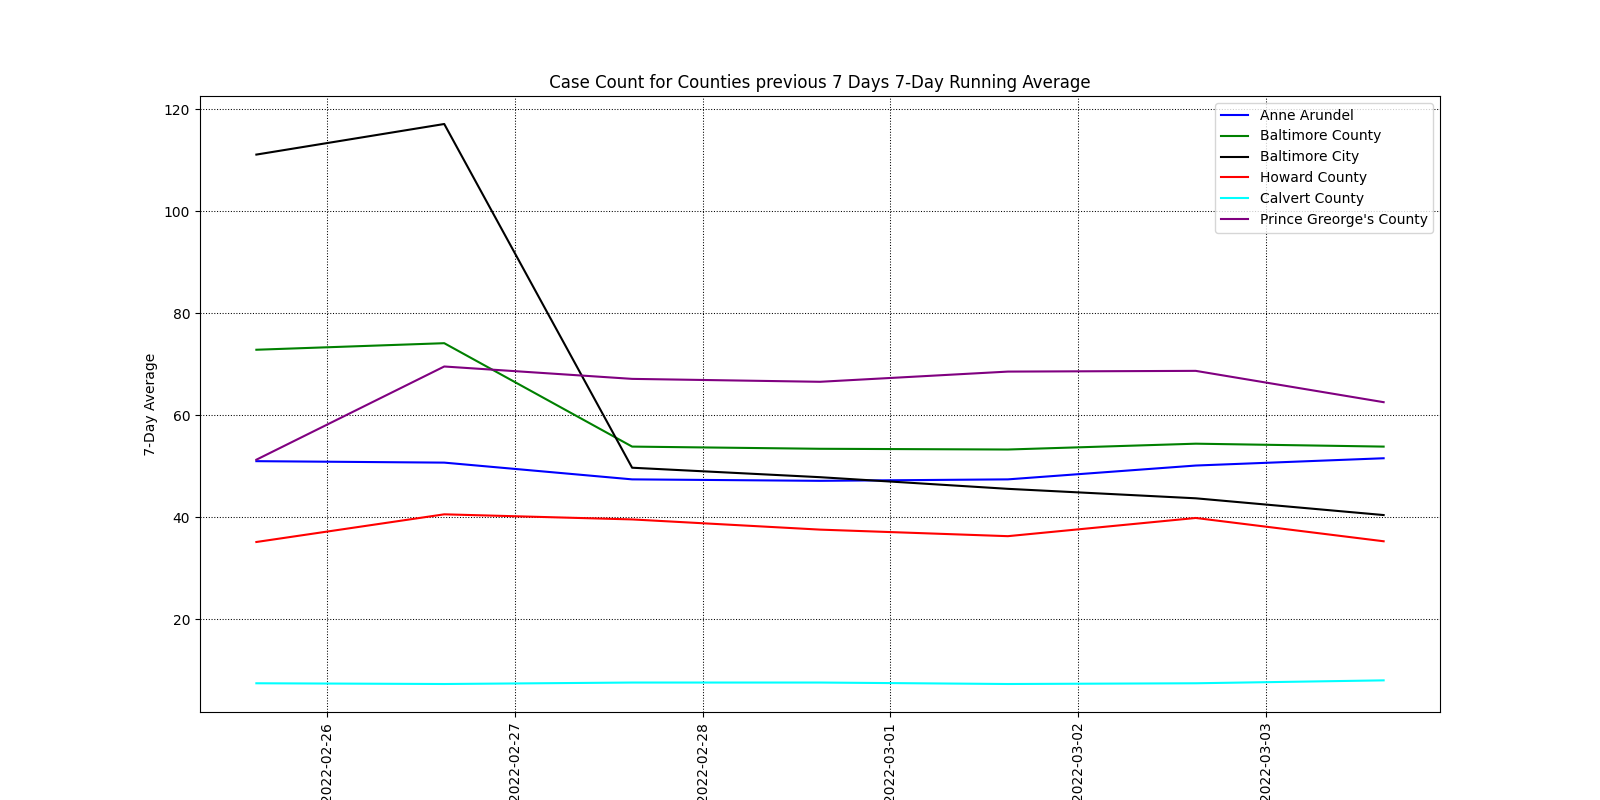 Case Count for Counties previous 7 Days 7-Day Running Average
120
100
80
60
40
20
7-Day Average
Anne Arundel
Baltimore County
Baltimore City
Howard County
Calvert County
Prince Greorge's County
2022-02-26
2022-02-27
2022-02-28
2022-03-01
2022-03-02
2022-03-03